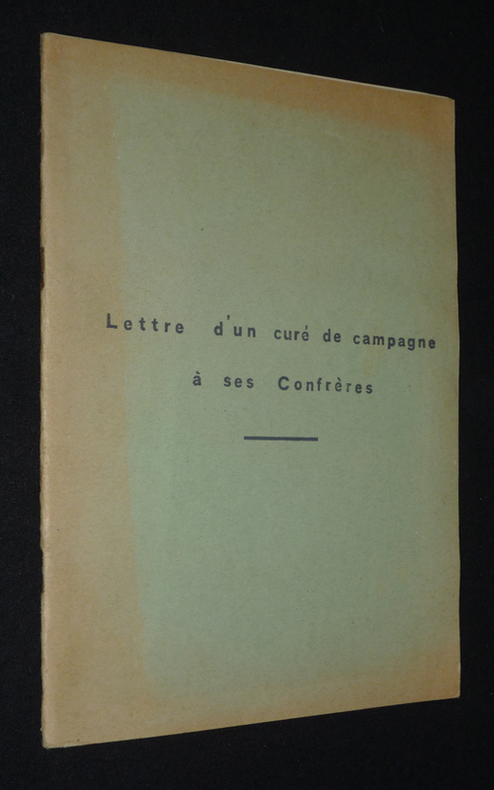 Lettre d'un curé de campagne
à ses Confrères